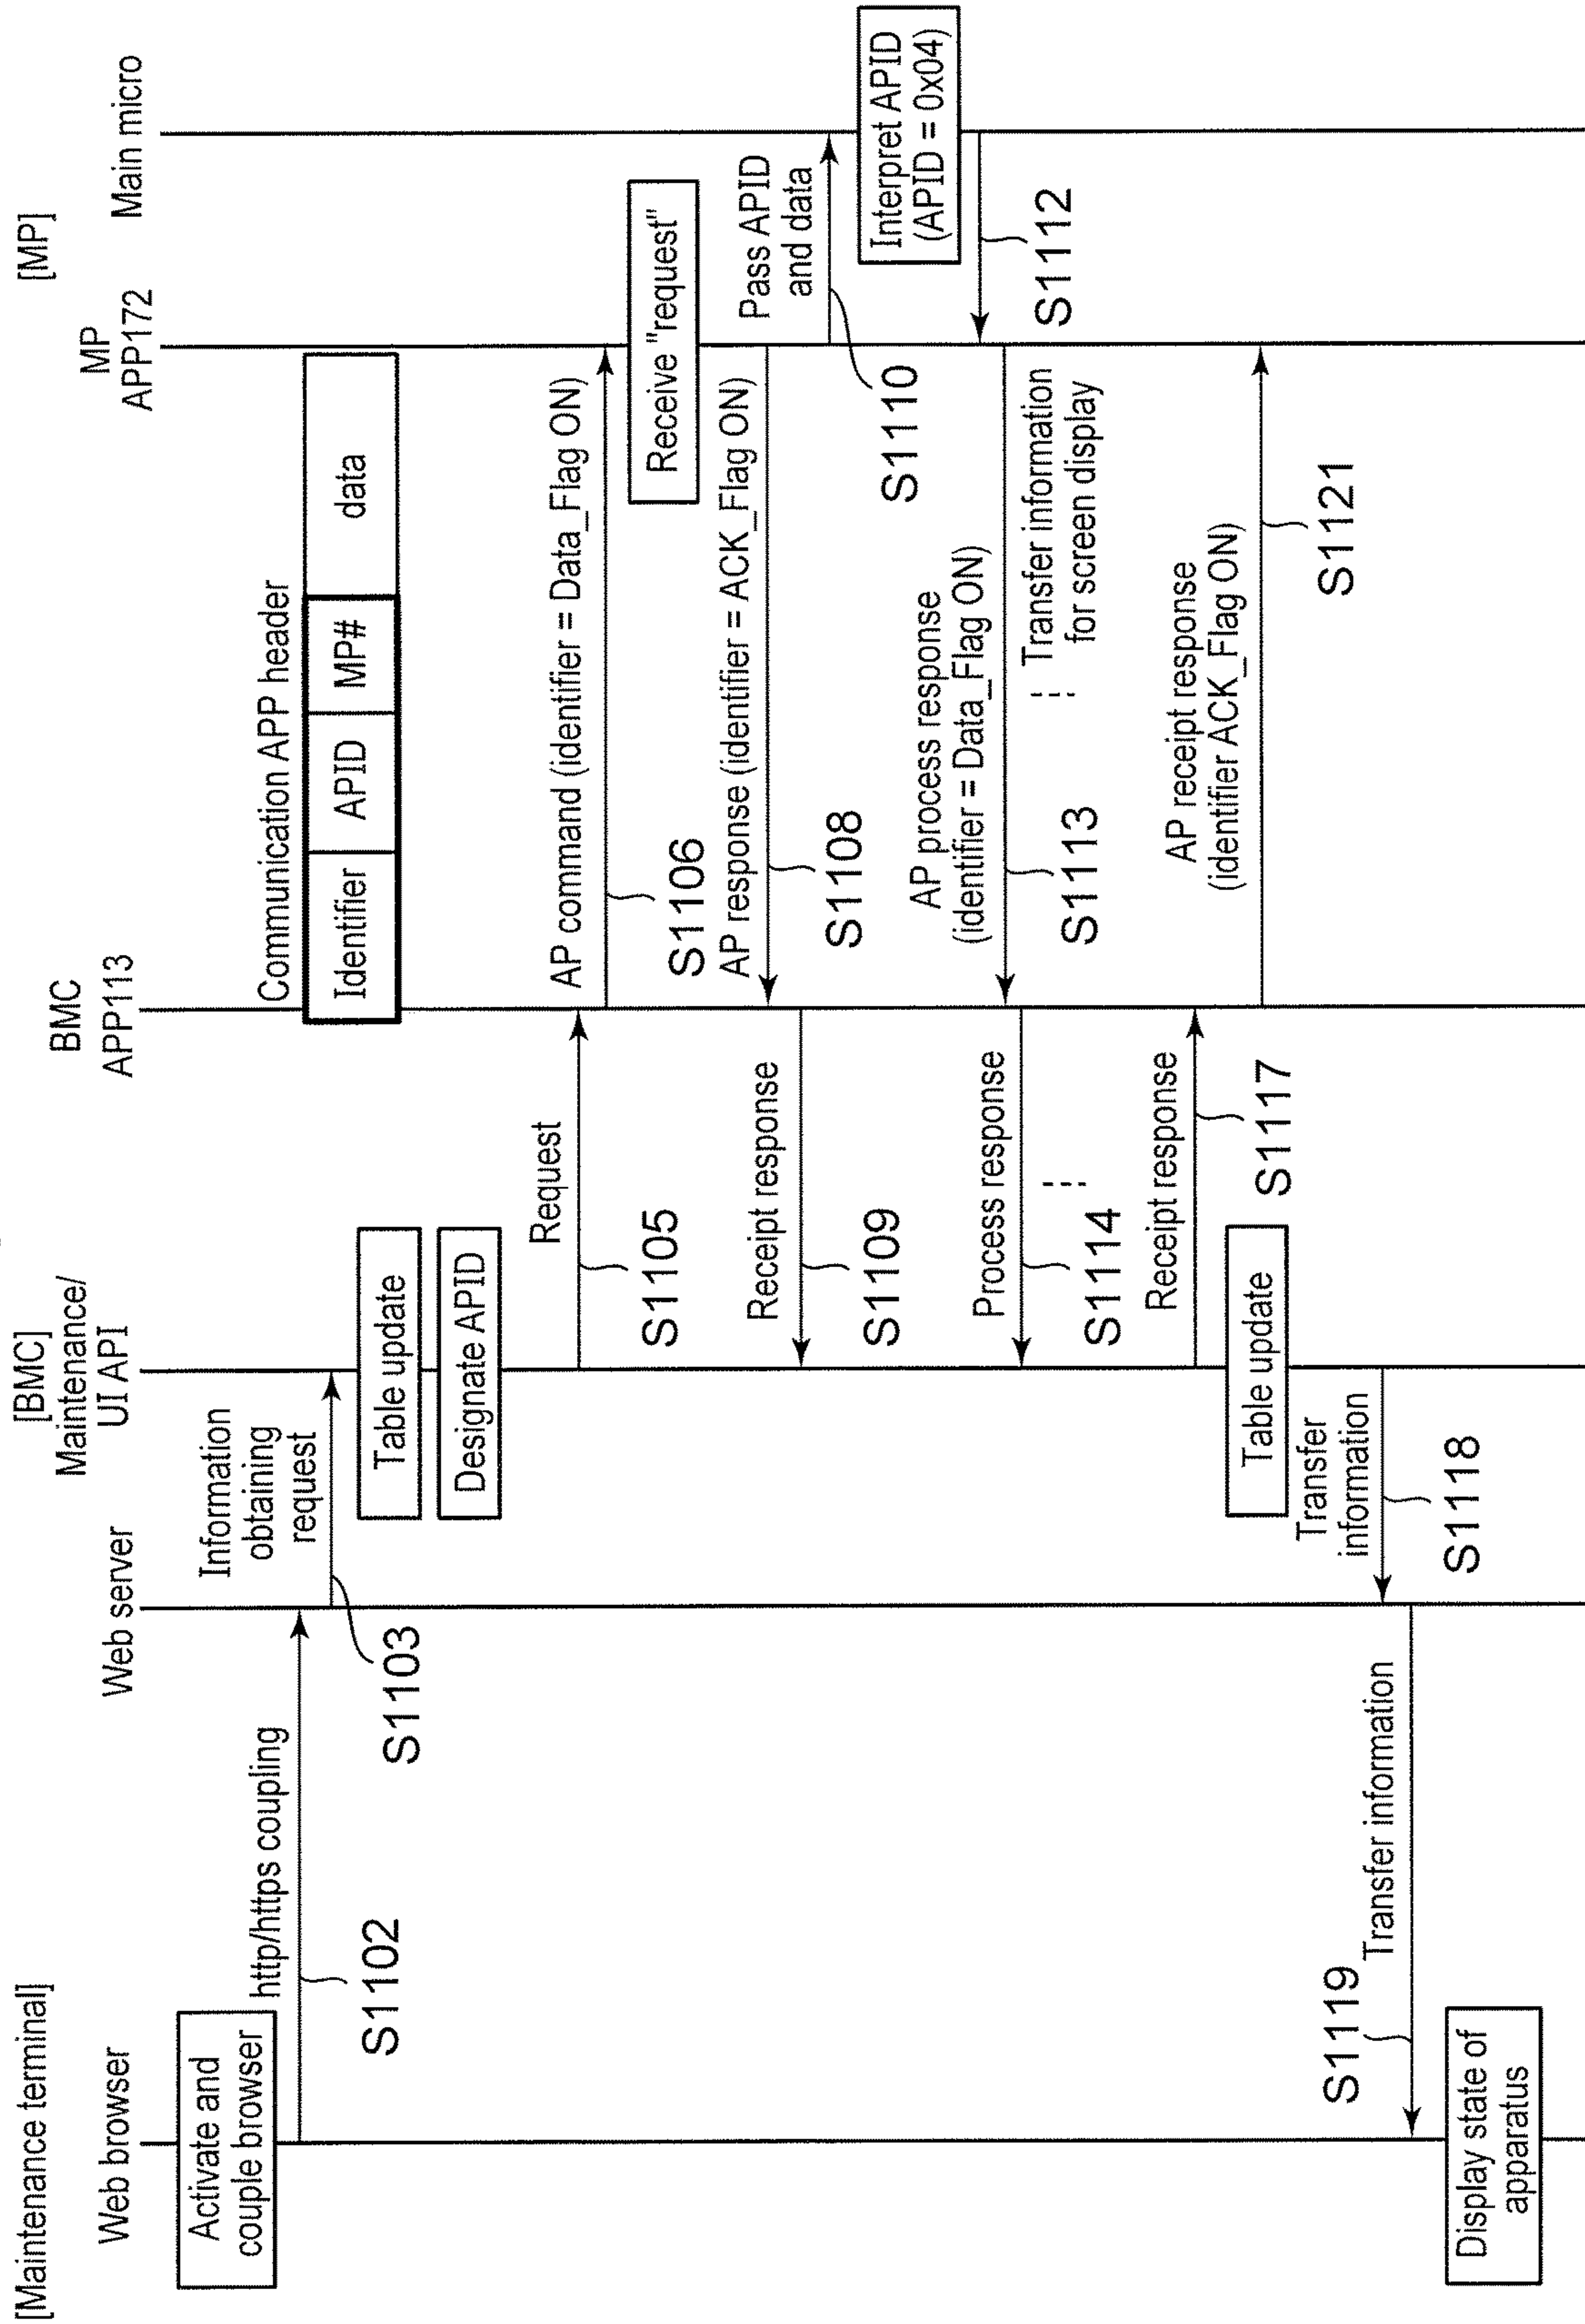 [Maintenance terminal]
[BMC]
[MP]
Web browser
Web server
Maintenance/
UI API
BMC
APP113
MP
APP172
Main micro
Activate and
couple browser
http/https coupling
S1102
Information
obtaining
request
S1103
Table update
Designate APID
Communication APP header
Identifier
APID
MP#
data
Request
S1105
AP command (identifier = Data_Flag ON)
S1106
Receive "request"
AP response (identifier = ACK_Flag ON)
S1108
Receipt response
S1109
Pass APID
and data
S1110
Interpret APID
(APID = 0x04)
S1112
AP process response
(identifier = Data_Flag ON)
S1113
Transfer information
for screen display
Process response
S1114
Receipt response
S1117
AP receipt response
(identifier ACK_Flag ON)
S1121
Table update
Transfer
information
S1118
S1119
Transfer information
Display state of
apparatus